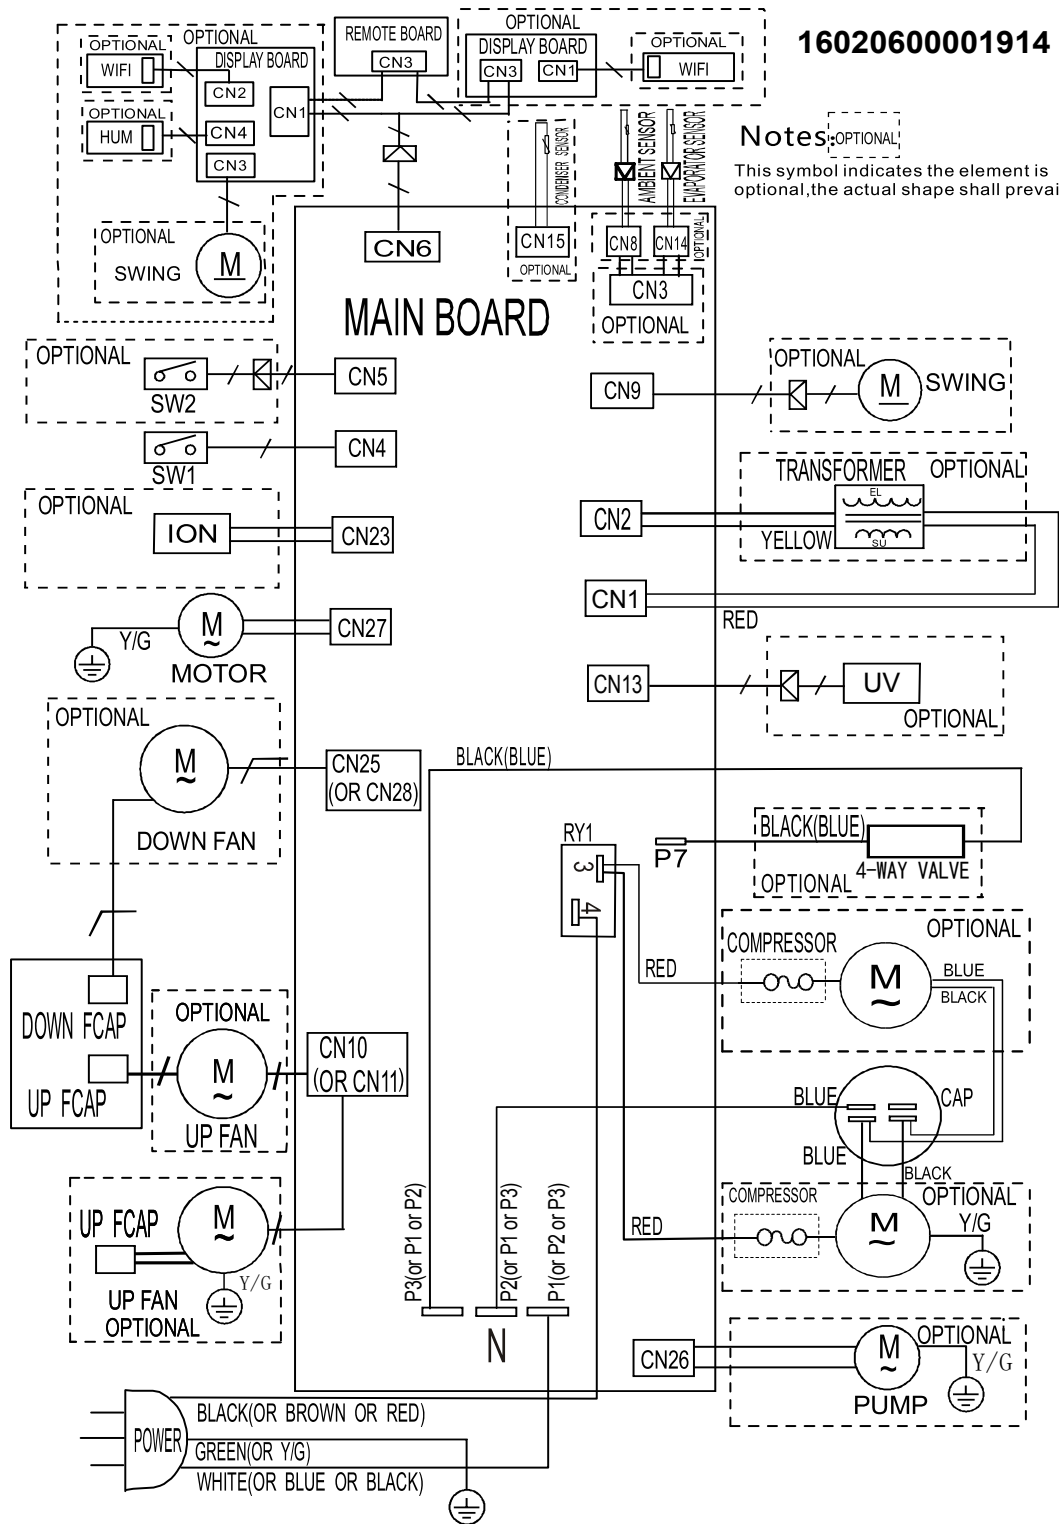 16020600001914
Notes:
OPTIONAL
This symbol indicates the element is
optional,the actual shape shall prevai
OPTIONAL
WIFI
OPTIONAL
HUM
OPTIONAL
DISPLAY BOARD
CN2
CN4
CN3
CN1
OPTIONAL
SWING
M
REMOTE BOARD
CN3
OPTIONAL
DISPLAY BOARD
CN3
CN1
OPTIONAL
WIFI
CN6
CONDENSER SENSOR
CN15
OPTIONAL
AMBIENT SENSOR
EVAPORATOR SENSOR
CN8
CN14
OPTIONAL
CN3
OPTIONAL
MAIN BOARD
OPTIONAL
SW2
CN5
SW1
CN4
OPTIONAL
ION
CN23
M
~
Y/G
MOTOR
CN27
OPTIONAL
M
~
DOWN FAN
CN25
(OR CN28)
DOWN FCAP
UP FCAP
OPTIONAL
M
~
UP FAN
CN10
(OR CN11)
UP FCAP
M
~
Y/G
UP FAN
OPTIONAL
CN9
OPTIONAL
M
SWING
CN2
TRANSFORMER
OPTIONAL
EL
SU
YELLOW
CN1
RED
CN13
UV
OPTIONAL
BLACK(BLUE)
RY1
3
4
P7
BLACK(BLUE)
4-WAY VALVE
OPTIONAL
OPTIONAL
COMPRESSOR
M
~
BLUE
BLACK
RED
BLUE
CAP
BLUE
BLACK
COMPRESSOR
OPTIONAL
M
~
Y/G
RED
P3(or P1 or P2)
P2(or P1 or P3)
P1(or P2 or P3)
N
CN26
OPTIONAL
M
~
Y/G
PUMP
POWER
BLACK(OR BROWN OR RED)
GREEN(OR Y/G)
WHITE(OR BLUE OR BLACK)